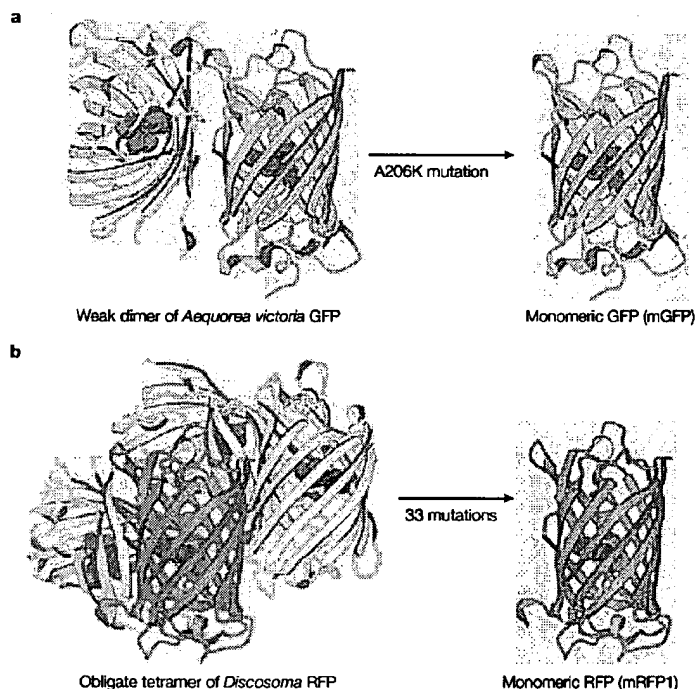 a
A206K mutation
Weak dimer of Aequorea victoria GFP
Monomeric GFP (mGFP)
b
33 mutations
Obligate tetramer of Discosoma RFP
Monomeric RFP (mRFP1)